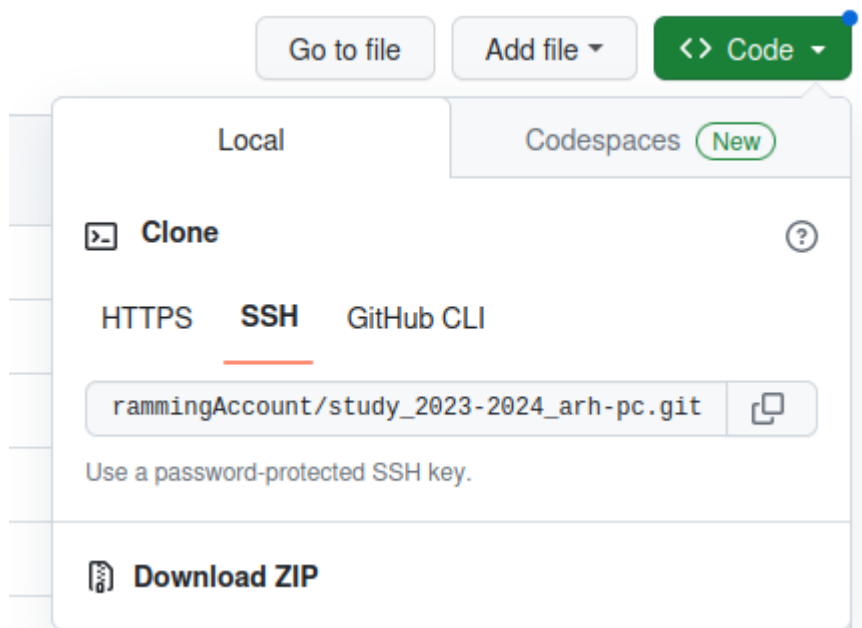 Go to file Add file <> Code
Local Codespaces New
Clone
HTTPS SSH GitHub CLI
rammingAccount/study_2023-2024_arh-pc.git
Use a password-protected SSH key.
Download ZIP